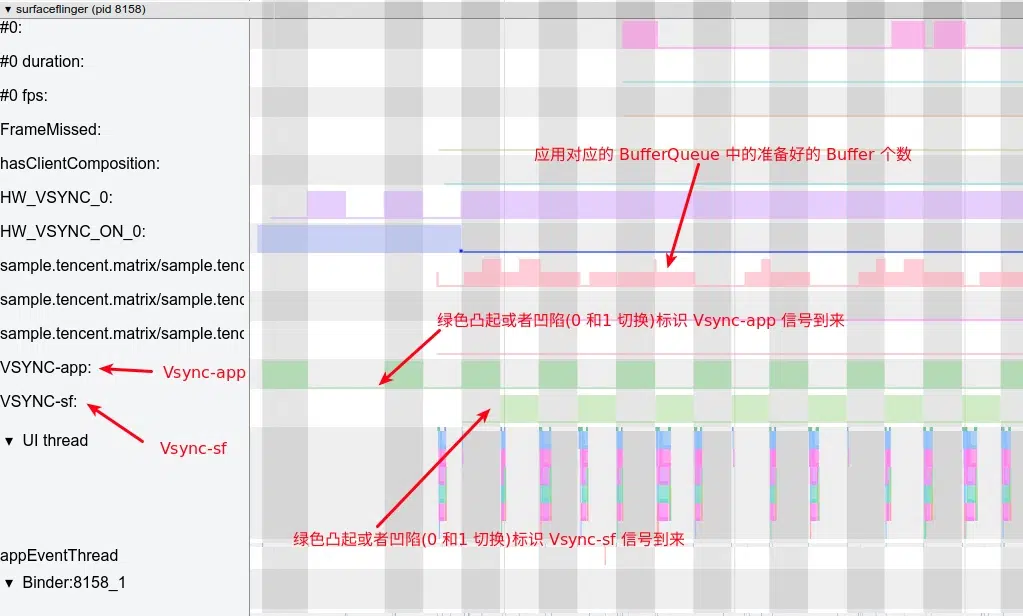 ▼ surfaceflinger (pid 8158)
#0:
#0 duration:
#0 fps:
FrameMissed:
应用对应的 BufferQueue 中的准备好的 Buffer 个数
hasClientComposition:
HW_VSYNC_0:
HW_VSYNC_ON_0:
sample.tencent.matrix/sample.tenc
sample.tencent.matrix/sample.tenc
绿色凸起或者凹陷(0 和1 切换)标识 Vsync-app 信号到来
sample.tencent.matrix/sample.tenc
VSYNC-app:
Vsync-app
VSYNC-sf:
▼ UI thread
Vsync-sf
绿色凸起或者凹陷(0 和1 切换)标识 Vsync-sf 信号到来
appEventThread
▼ Binder:8158_1